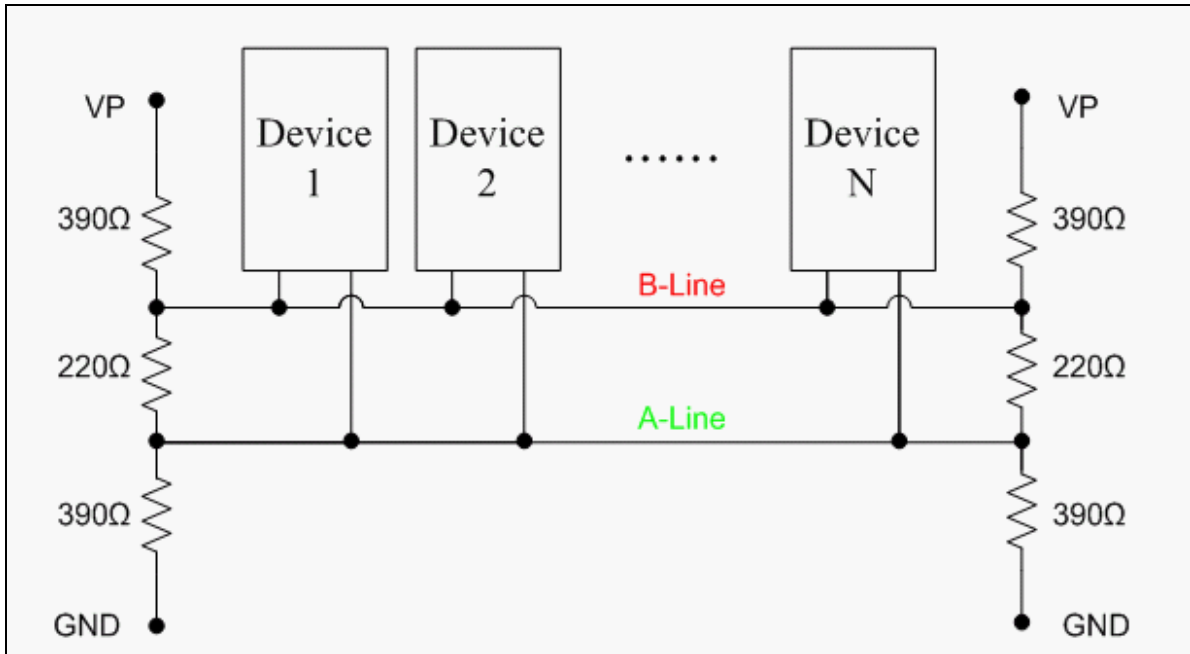 VP
Device
1
Device
2
......
Device
N
VP
390Ω
390Ω
B-Line
220Ω
220Ω
A-Line
390Ω
390Ω
GND
GND